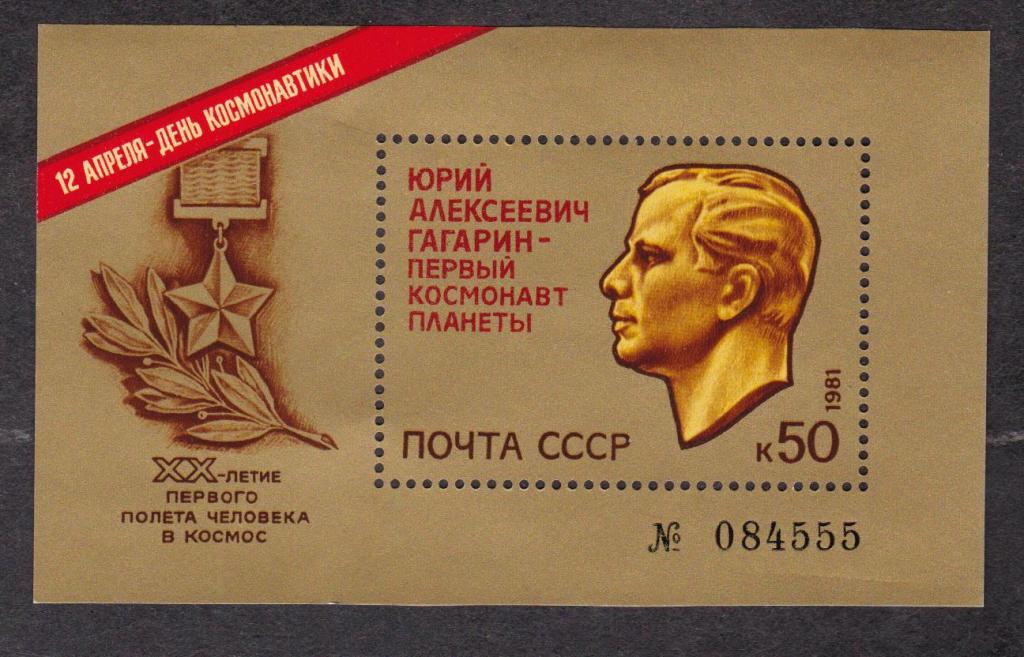 12 АПРЕЛЯ-ДЕНЬ КОСМОНАВТИКИ
ЮРИЙ
АЛЕКСЕЕВИЧ
ГАГАРИН-
ПЕРВЫЙ
КОСМОНАВТ
ПЛАНЕТЫ
1981
ПОЧТА СССР
К50
XX-ЛЕТИЕ
ПЕРВОГО
ПОЛЕТА ЧЕЛОВЕКА
В КОСМОС
№ 084555